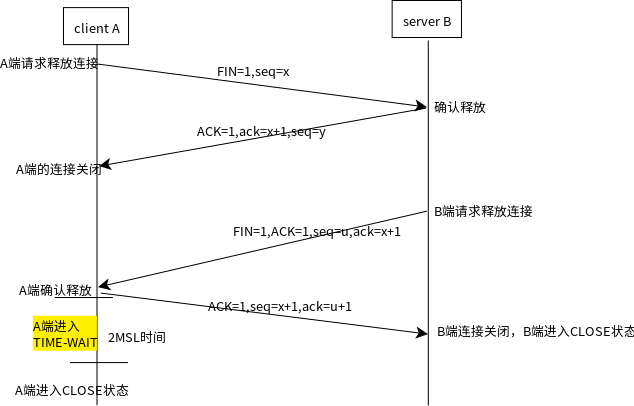 client A
server B
A端请求释放连接
FIN=1,seq=x
确认释放
ACK=1,ack=x+1,seq=y
A端的连接关闭
B端请求释放连接
FIN=1,ACK=1,seq=u,ack=x+1
A端确认释放
ACK=1,seq=x+1,ack=u+1
A端进入
TIME-WAIT
2MSL时间
B端连接关闭，B端进入CLOSE状态
A端进入CLOSE状态